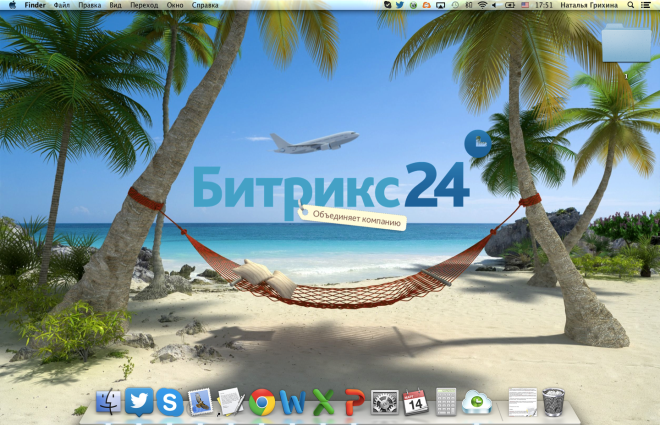 Finder Файл Правка Вид Переход Окно Справка 17:51 Наталья Грихина
Битрикс24
Объединяет компанию
14